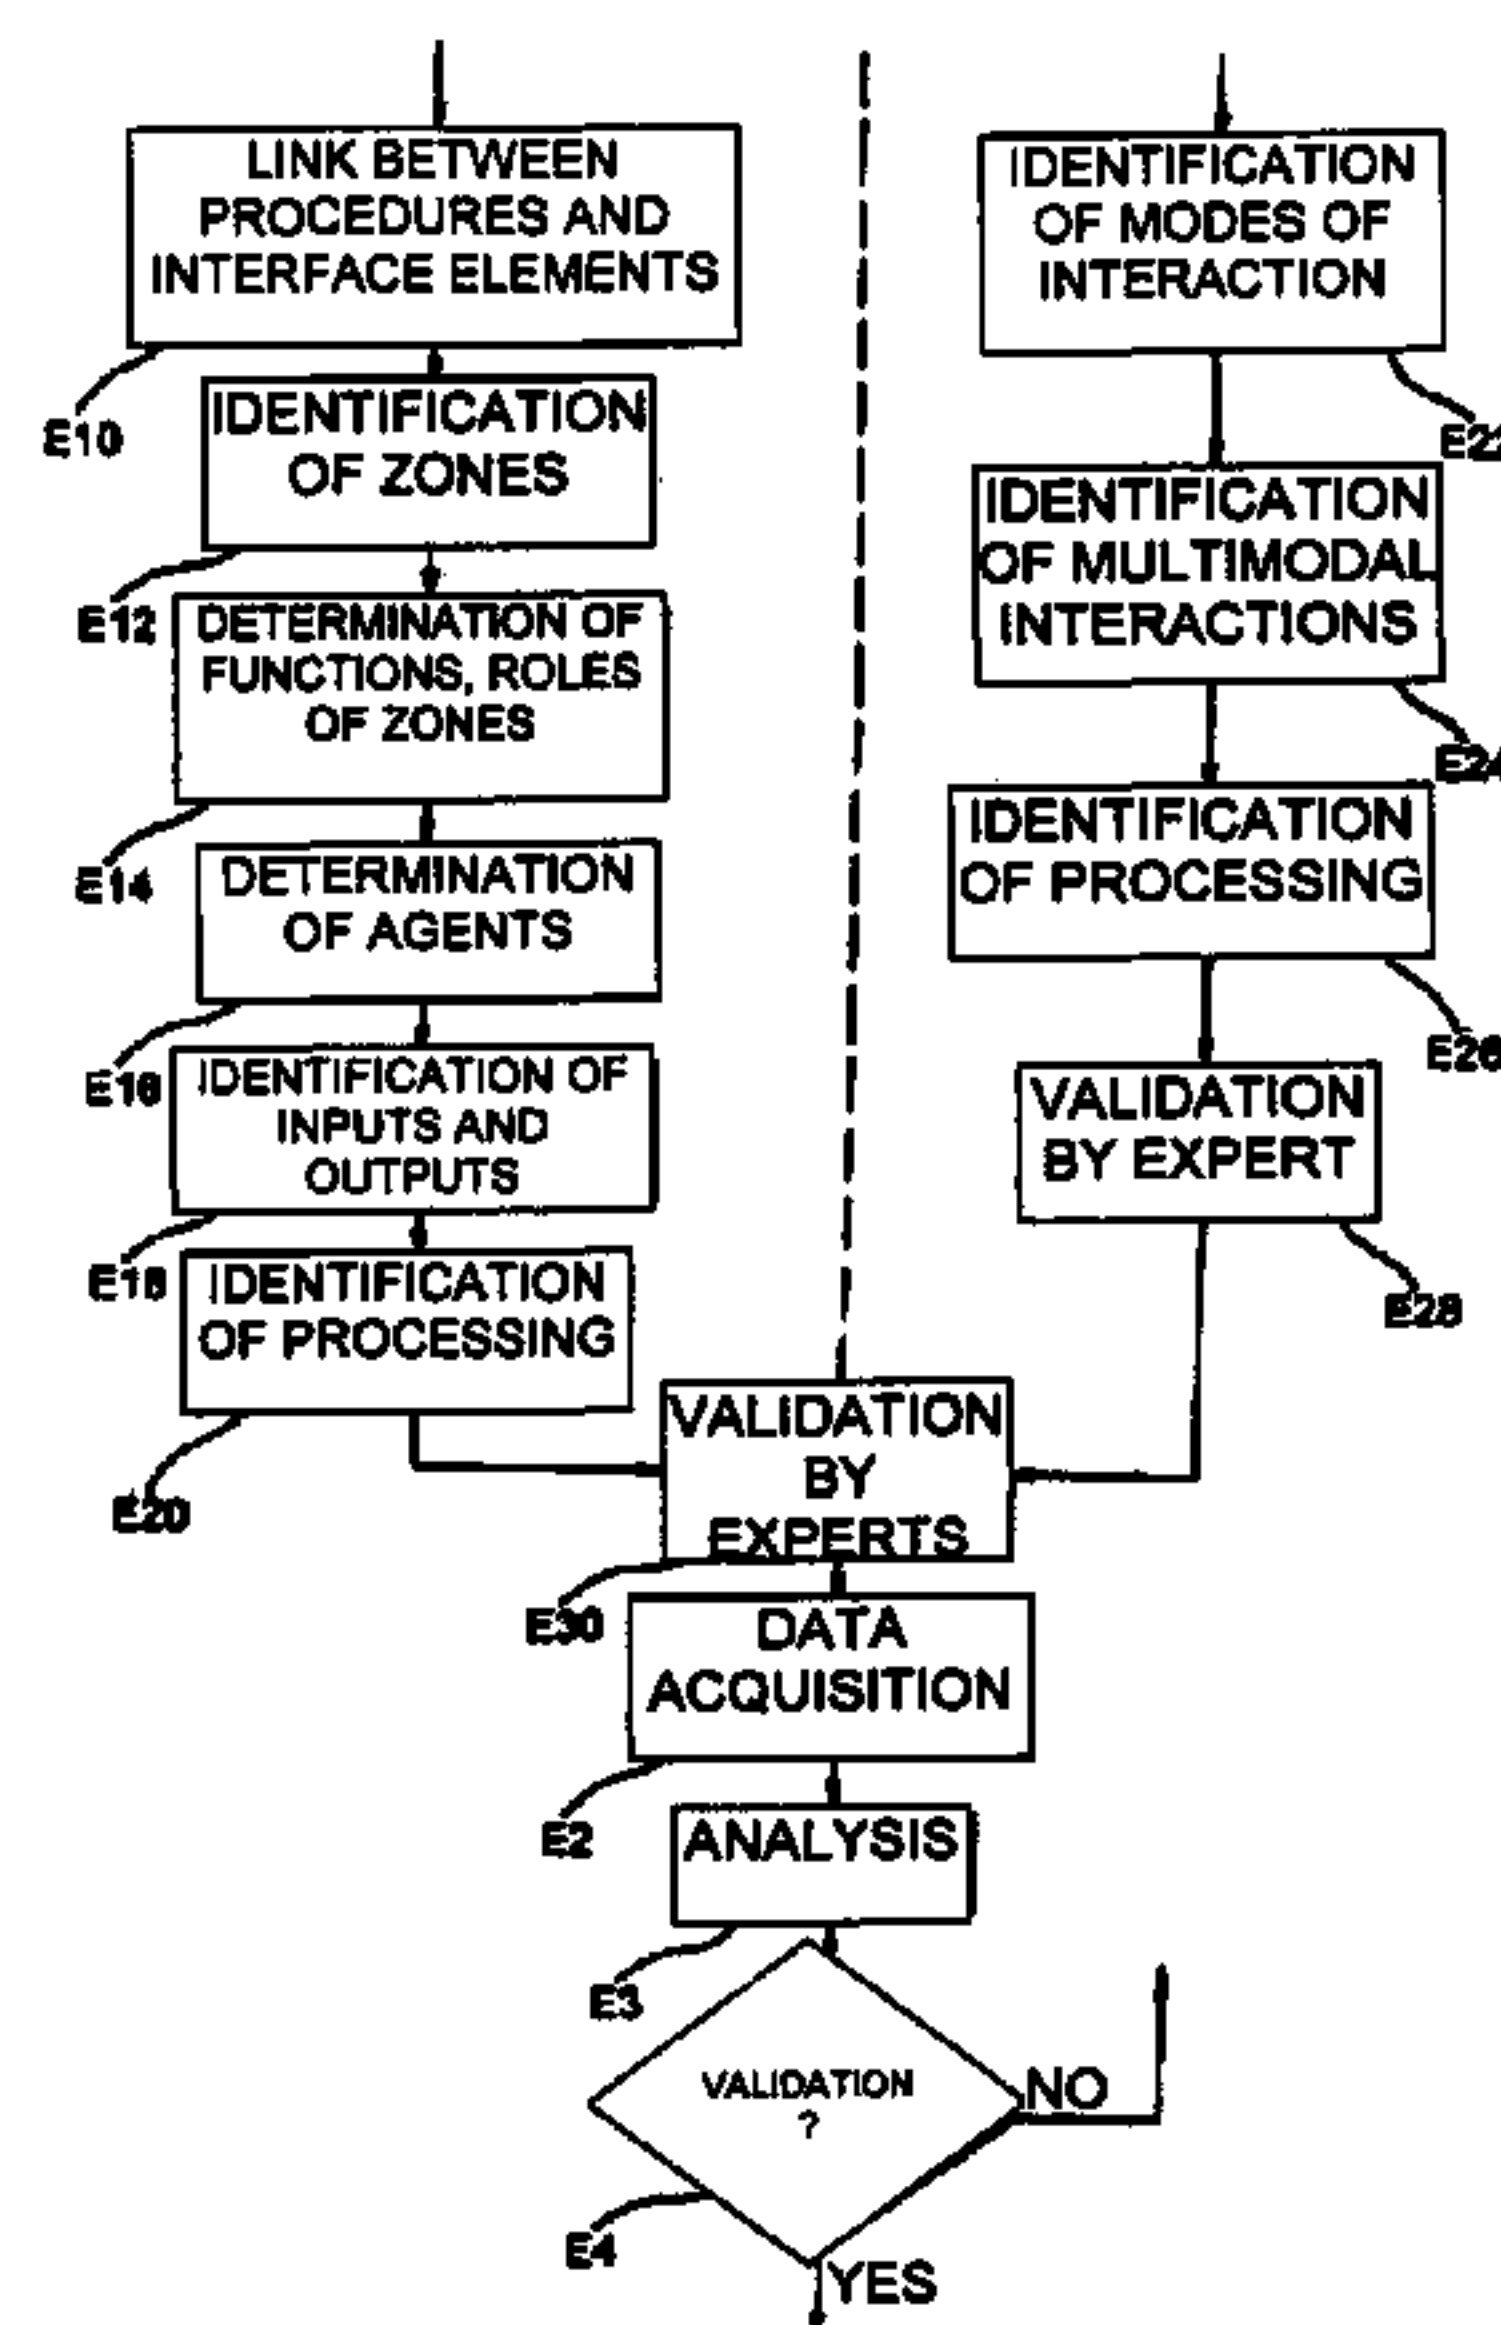 LINK BETWEEN
PROCEDURES AND
INTERFACE ELEMENTS
E10
IDENTIFICATION
OF ZONES
E12
DETERMINATION OF
FUNCTIONS, ROLES
OF ZONES
E14
DETERMINATION
OF AGENTS
E16
IDENTIFICATION OF
INPUTS AND
OUTPUTS
E18
IDENTIFICATION
OF PROCESSING
E20
IDENTIFICATION
OF MODES OF
INTERACTION
E22
IDENTIFICATION
OF MULTIMODAL
INTERACTIONS
E24
IDENTIFICATION
OF PROCESSING
E26
VALIDATION
BY EXPERT
E28
VALIDATION
BY
EXPERTS
E30
DATA
ACQUISITION
E2
ANALYSIS
E3
VALIDATION
?
NO
E4
YES